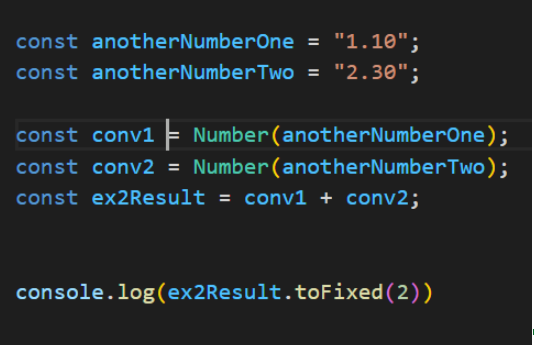 const anotherNumberOne = "1.10";
const anotherNumberTwo = "2.30";
const conv1 = Number(anotherNumberOne);
const conv2 = Number(anotherNumberTwo);
const ex2Result = conv1 + conv2;
console.log(ex2Result.toFixed(2))